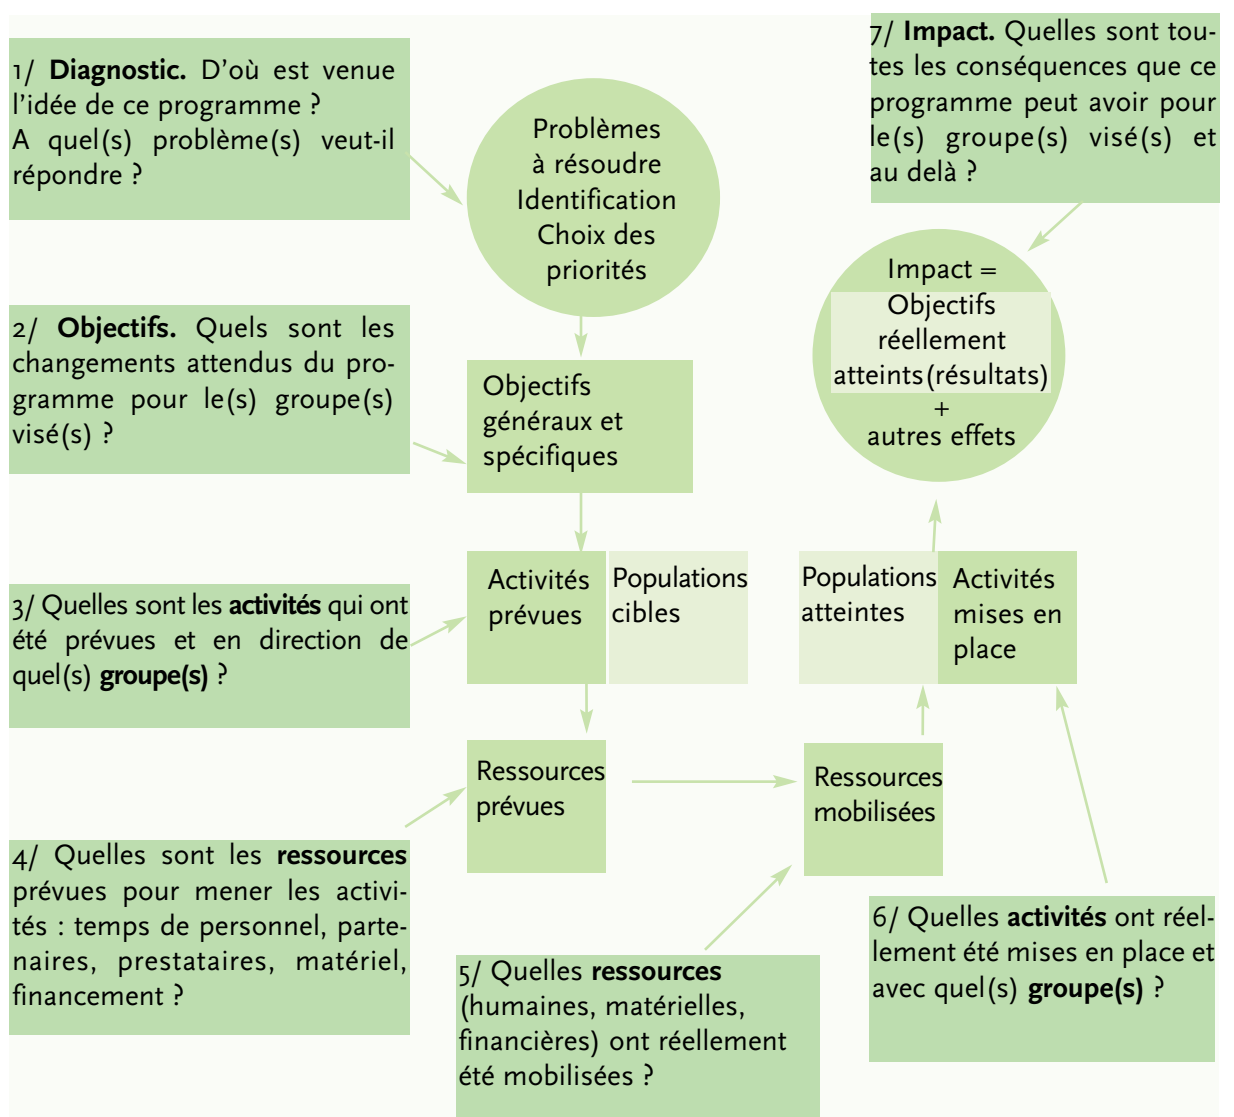 1/ Diagnostic. D'où est venue
l'idée de ce programme ?
A quel(s) problème(s) veut-il
répondre ?
Problèmes
à résoudre
Identification
Choix des
priorités
7/ Impact. Quelles sont tou-
tes les conséquences que ce
programme peut avoir pour
le(s) groupe(s) visé(s) et
au delà ?
2/ Objectifs. Quels sont les
changements attendus du pro-
gramme pour le(s) groupe(s)
visé(s) ?
Objectifs
généraux et
spécifiques
Impact =
Objectifs
réellement
atteints(résultats)
+
autres effets
3/ Quelles sont les activités qui ont
été prévues et en direction de
quel(s) groupe(s) ?
Activités
prévues
Populations
cibles
Populations
atteintes
Activités
mises en
place
4/ Quelles sont les ressources
prévues pour mener les activi-
tés : temps de personnel, parte-
naires, prestataires, matériel,
financement ?
Ressources
prévues
Ressources
mobilisées
5/ Quelles ressources
(humaines, matérielles,
financières) ont réellement
été mobilisées ?
6/ Quelles activités ont réel-
lement été mises en place et
avec quel(s) groupe(s) ?